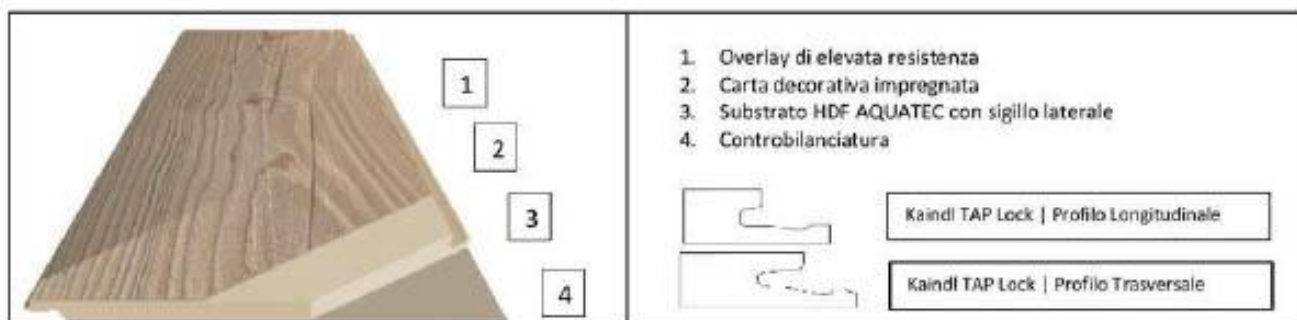 1
2
3
4
1. Overlay di elevata resistenza
2. Carta decorativa impregnata
3. Substrato HDF AQUATEC con sigillo laterale
4. Controbilanciatura
Kaindl TAP Lock | Profilo Longitudinale
Kaindl TAP Lock | Profilo Trasversale